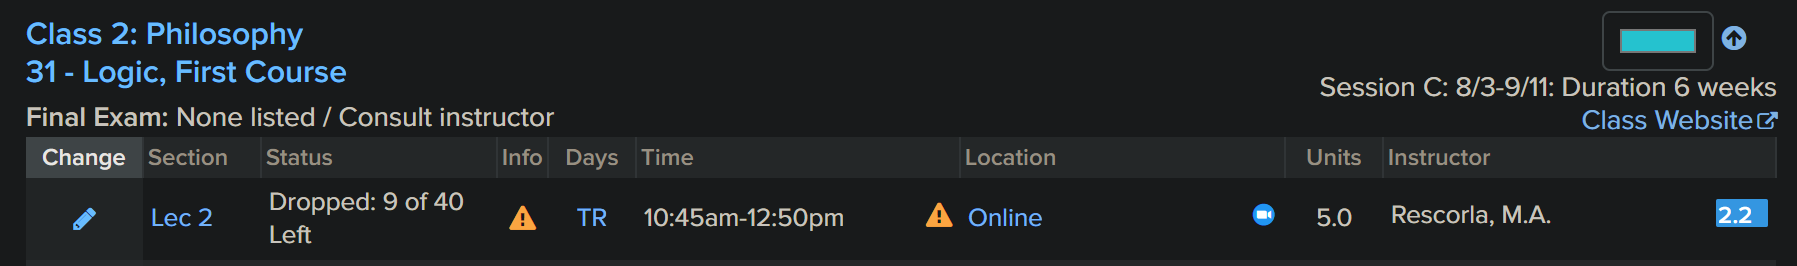 Class 2: Philosophy
31 - Logic, First Course
Session C: 8/3-9/11: Duration 6 weeks
Final Exam: None listed / Consult instructor
Class Website
Change Section Status Info Days Time Location Units Instructor
Lec 2 Dropped: 9 of 40 Left TR 10:45am-12:50pm Online 5.0 Rescorla, M.A. 2.2